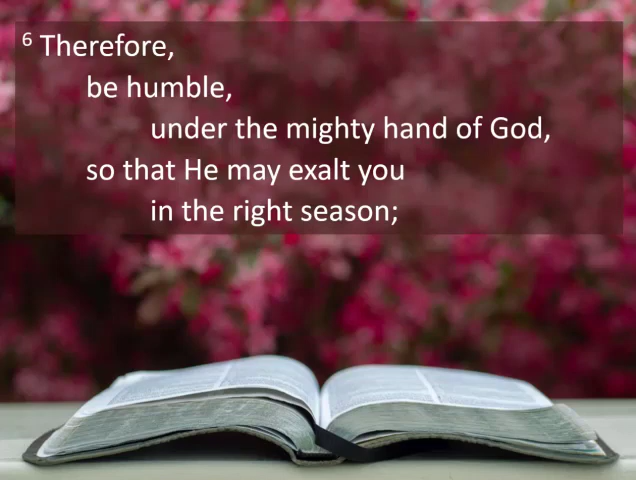 6 Therefore,
be humble,
under the mighty hand of God,
so that He may exalt you
in the right season;